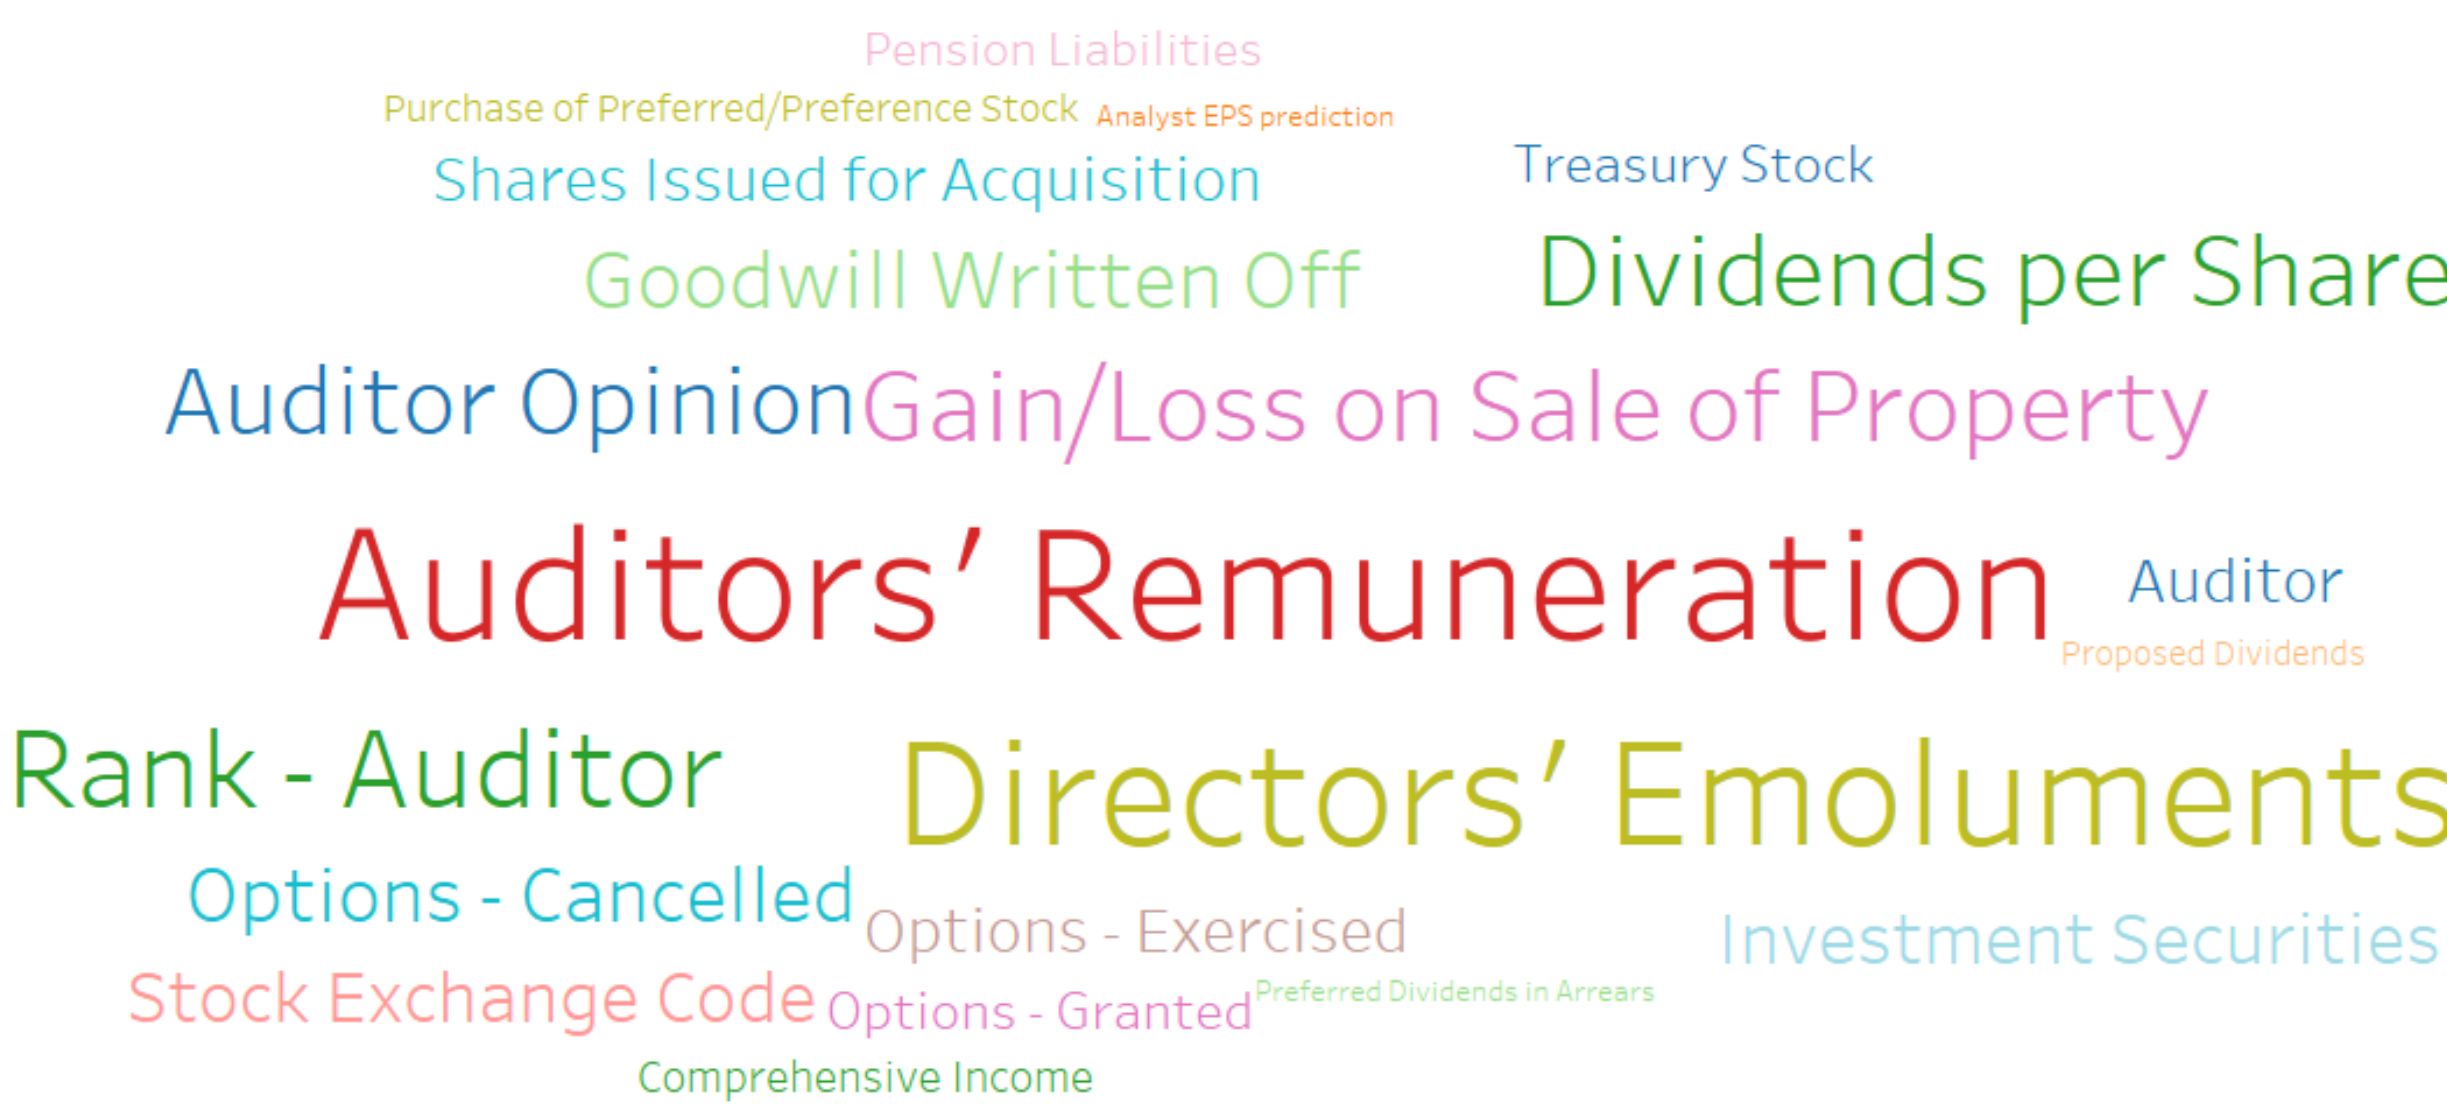 Pension Liabilities
Purchase of Preferred/Preference Stock
Analyst EPS prediction
Shares Issued for Acquisition
Treasury Stock
Goodwill Written Off
Dividends per Share
Auditor Opinion
Gain/Loss on Sale of Property
Auditors’ Remuneration
Auditor
Proposed Dividends
Rank - Auditor
Directors’ Emoluments
Options - Cancelled
Options - Exercised
Investment Securities
Stock Exchange Code
Options - Granted
Preferred Dividends in Arrears
Comprehensive Income